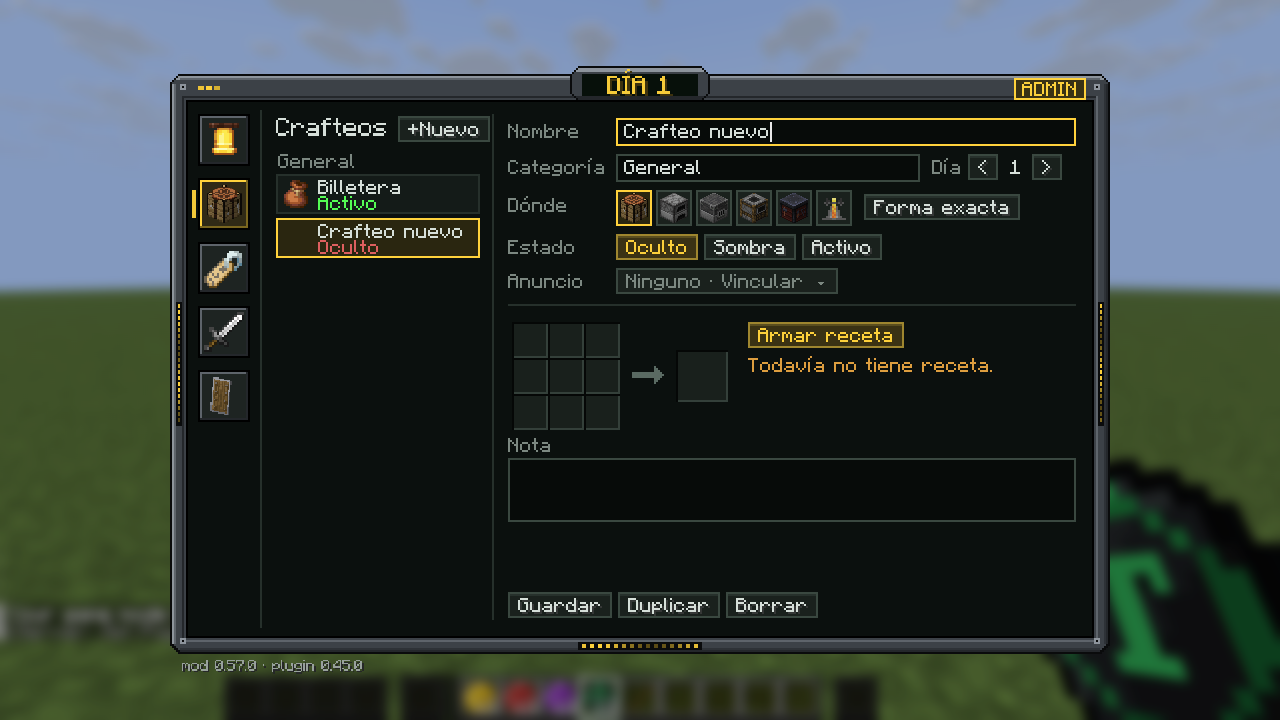 DÍA 1
ADMIN
Crafteos
+Nuevo
General
Billetera
Activo
Crafteo nuevo
Oculto
Nombre
Crafteo nuevo
Categoría
General
Día
<
1
>
Dónde
Forma exacta
Estado
Oculto
Sombra
Activo
Anuncio
Ninguno · Vincular
Armar receta
Todavía no tiene receta.
Nota
Guardar
Duplicar
Borrar
mod 0.57.0 · plugin 0.45.0